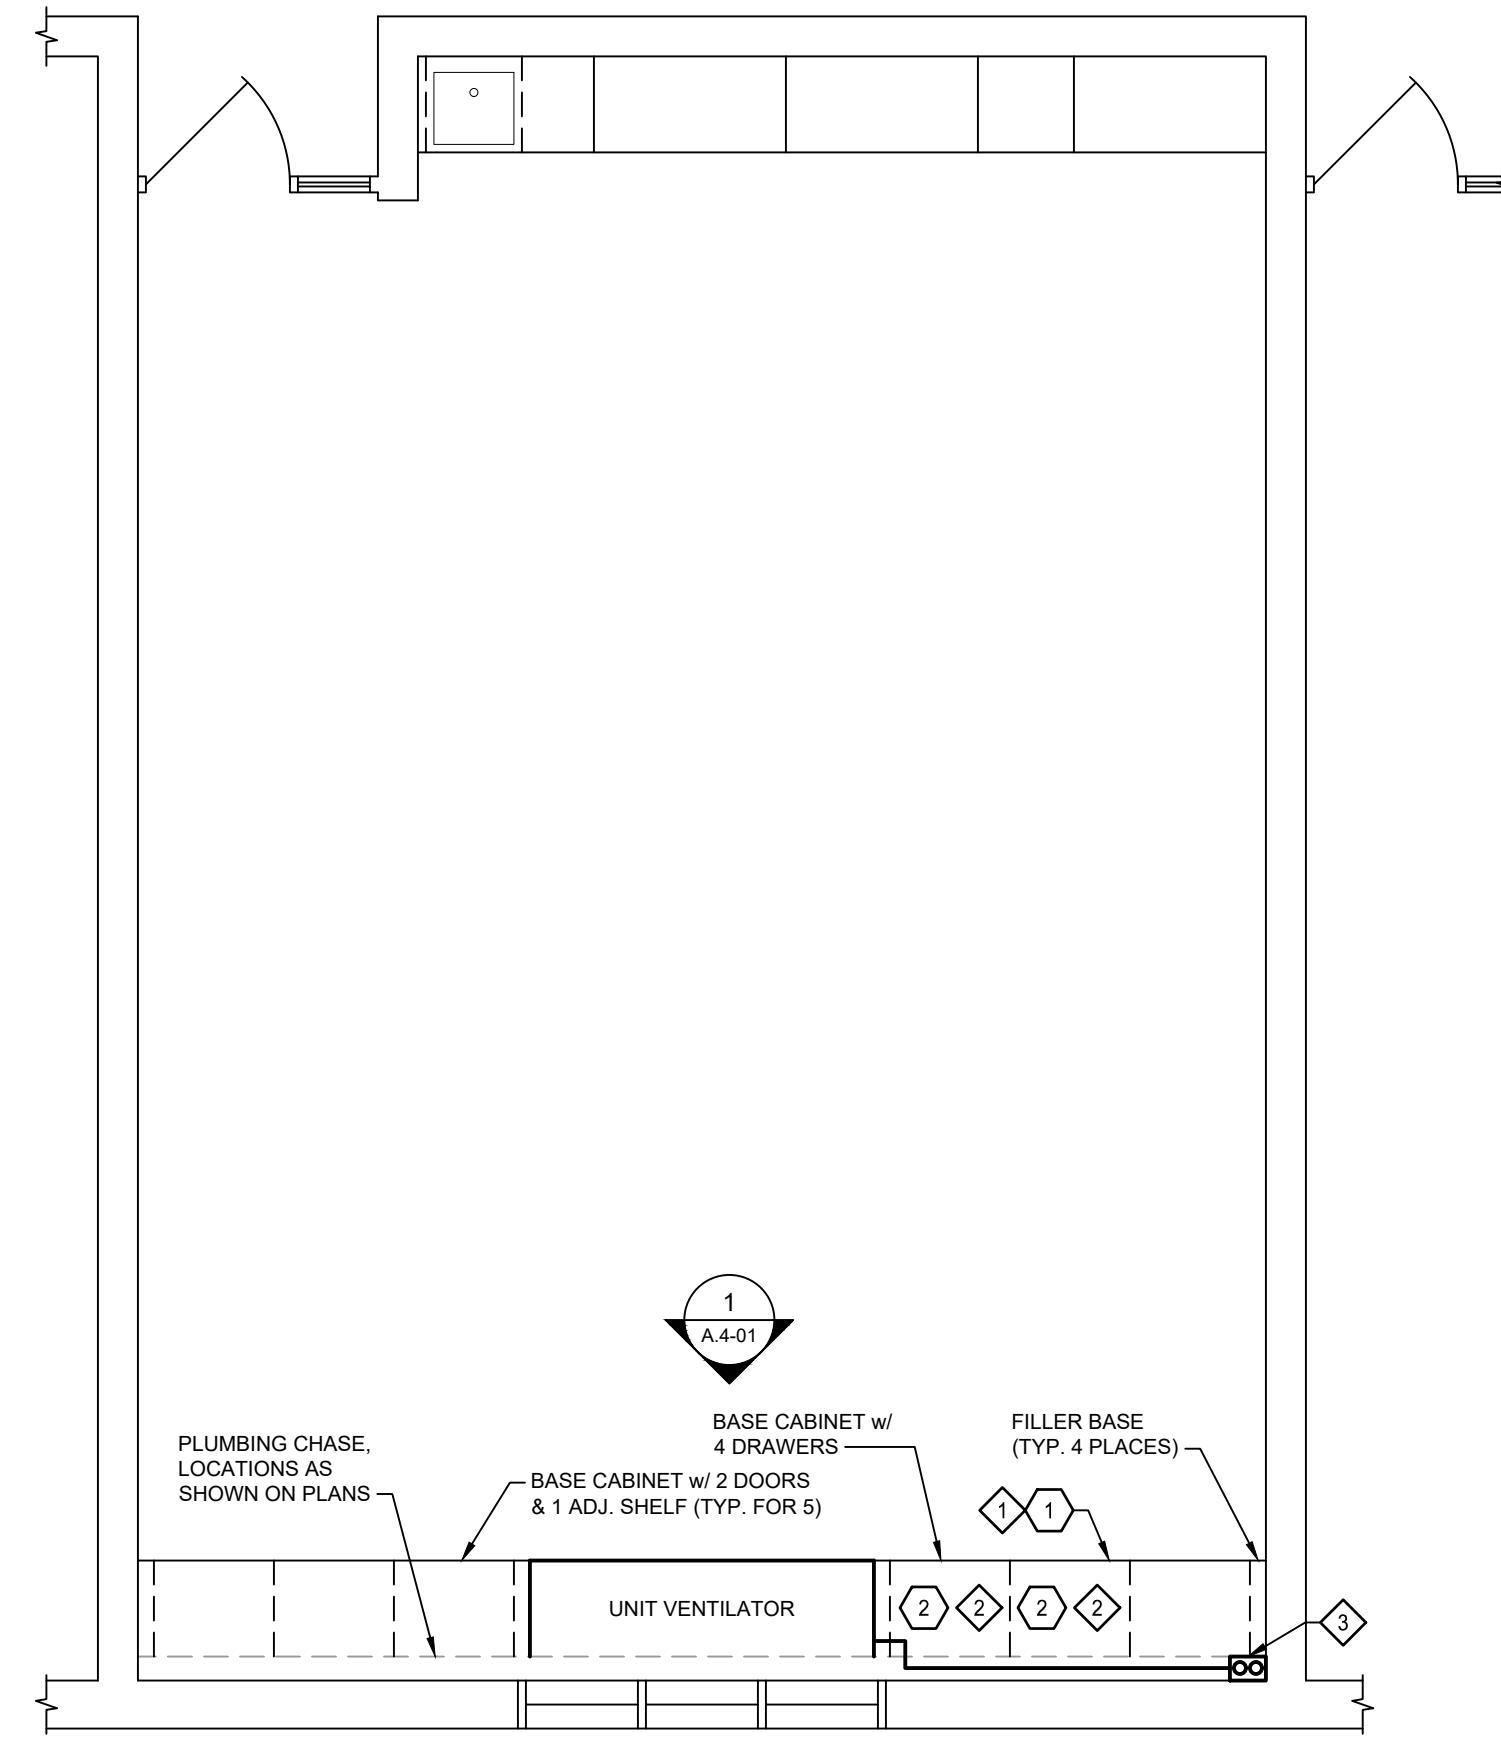 1
A.4-01
BASE CABINET w/
4 DRAWERS
FILLER BASE
(TYP. 4 PLACES)
PLUMBING CHASE,
LOCATIONS AS
SHOWN ON PLANS
BASE CABINET w/ 2 DOORS
& 1 ADJ. SHELF (TYP. FOR 5)
1 1
UNIT VENTILATOR
2 2 2 2
3